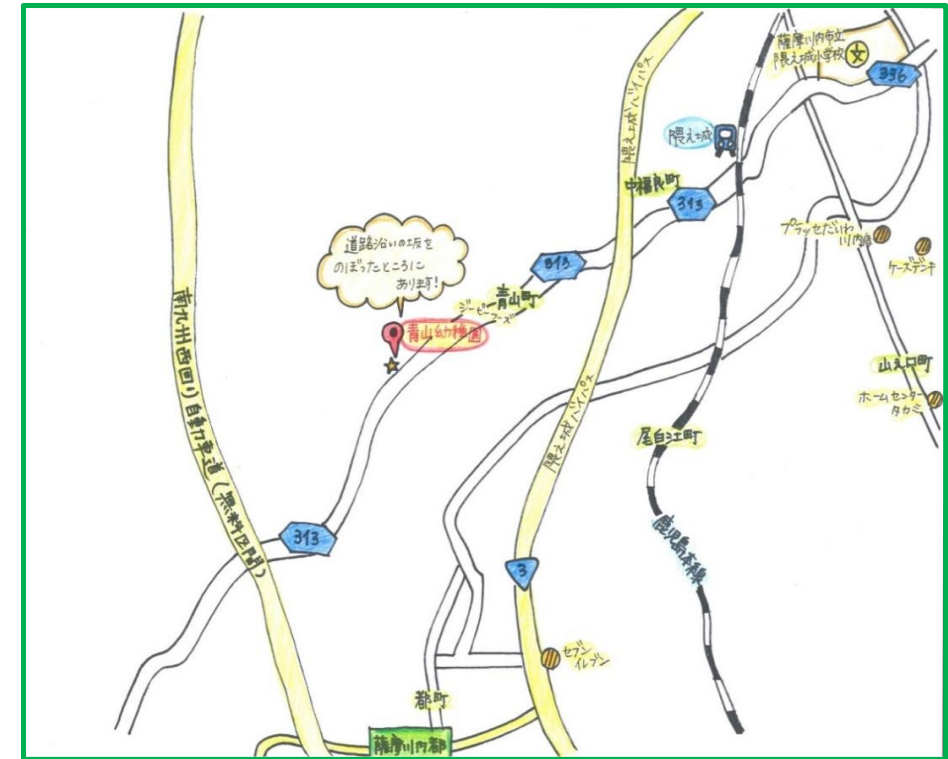 薩摩川内市立
隈之城小学校
文
336
隈之城バイパス
隈之城
中福良町
313
プラッセだいわ
川内店
ケーズデンキ
道路沿いの坂を
のぼったところに
あります!
313
青山町
ジーピーフーズ
青山幼稚園
南九州西回り自動車道(無料区間)
山之口町
ホームセンター
タカミ
隈之城バイパス
尾白江町
313
鹿児島本線
3
セブン
イレブン
都町
薩摩川内都